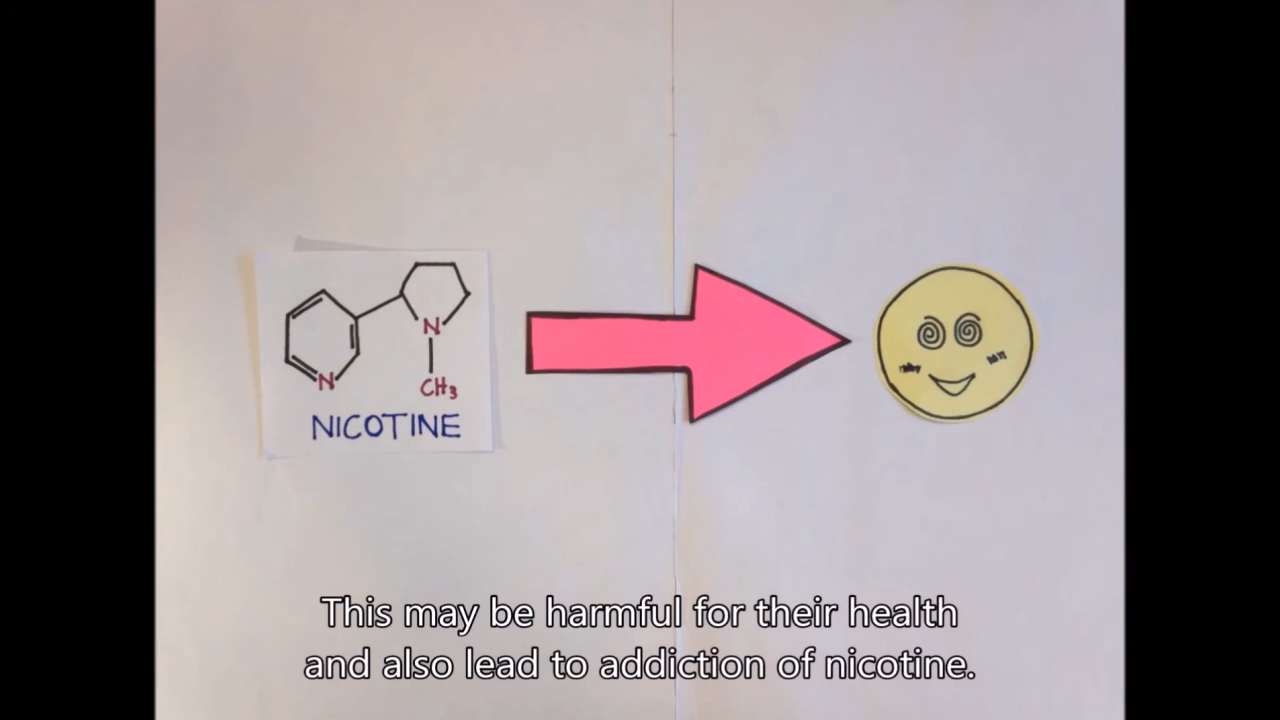 N
N
CH3
NICOTINE
This may be harmful for their health
and also lead to addiction of nicotine.